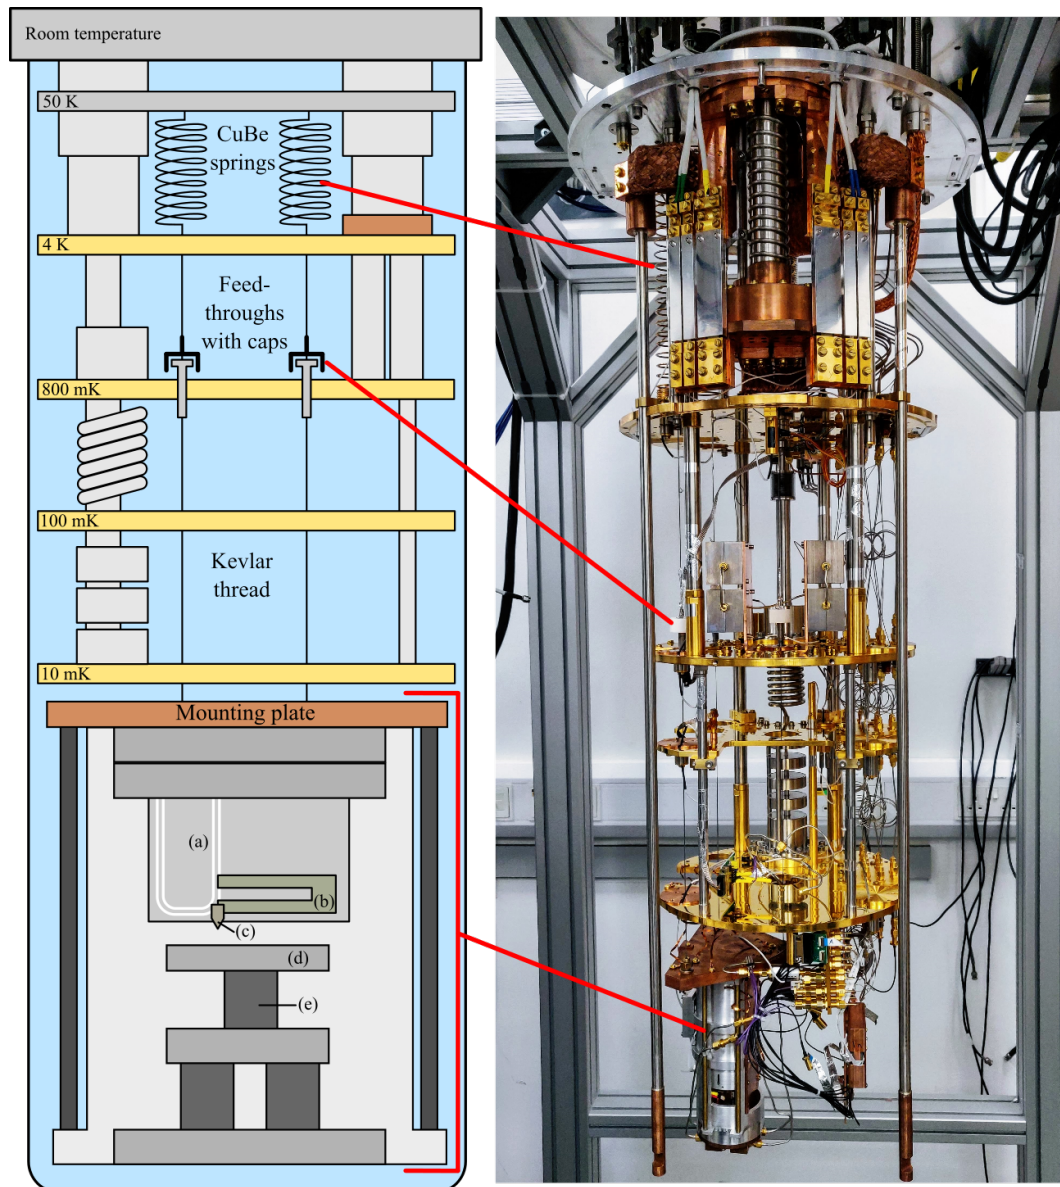 Room temperature
50 K
CuBe
springs
4 K
Feed-
throughs
with caps
800 mK
100 mK
Kevlar
thread
10 mK
Mounting plate
(a)
(b)
(c)
(d)
(e)